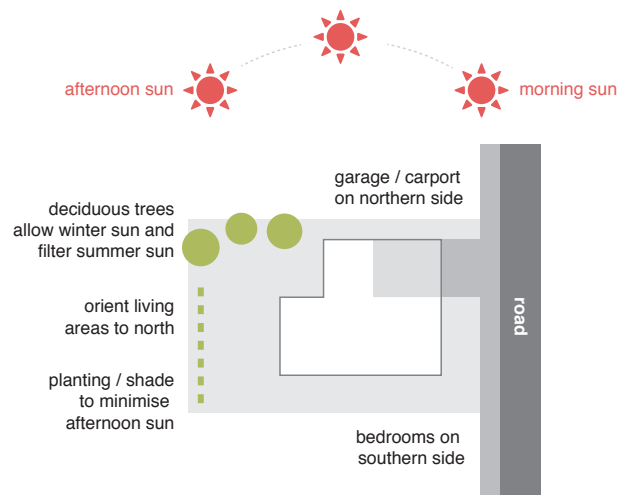 afternoon sun
morning sun
garage / carport
on northern side
deciduous trees
allow winter sun and
filter summer sun
orient living
areas to north
road
planting / shade
to minimise
afternoon sun
bedrooms on
southern side